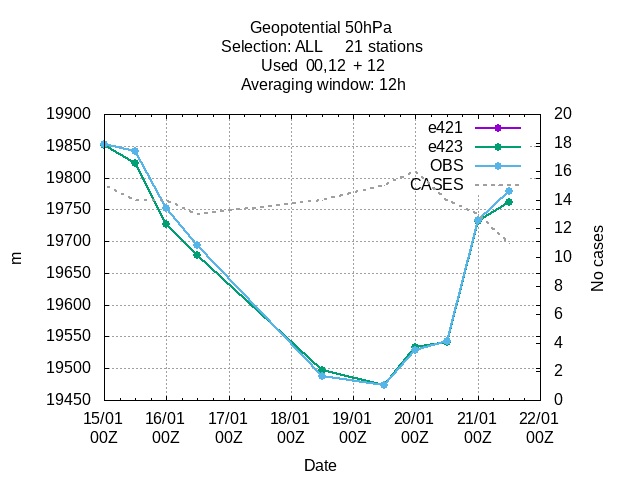 Geopotential 50hPa
Selection: ALL     21 stations
Used  00,12  + 12
Averaging window: 12h
19900
19850
19800
19750
19700
19650
19600
19550
19500
19450
m
e421
e423
OBS
CASES
20
18
16
14
12
10
8
6
4
2
0
No cases
15/01 16/01 17/01 18/01 19/01 20/01 21/01 22/01
00Z 00Z 00Z 00Z 00Z 00Z 00Z 00Z
Date